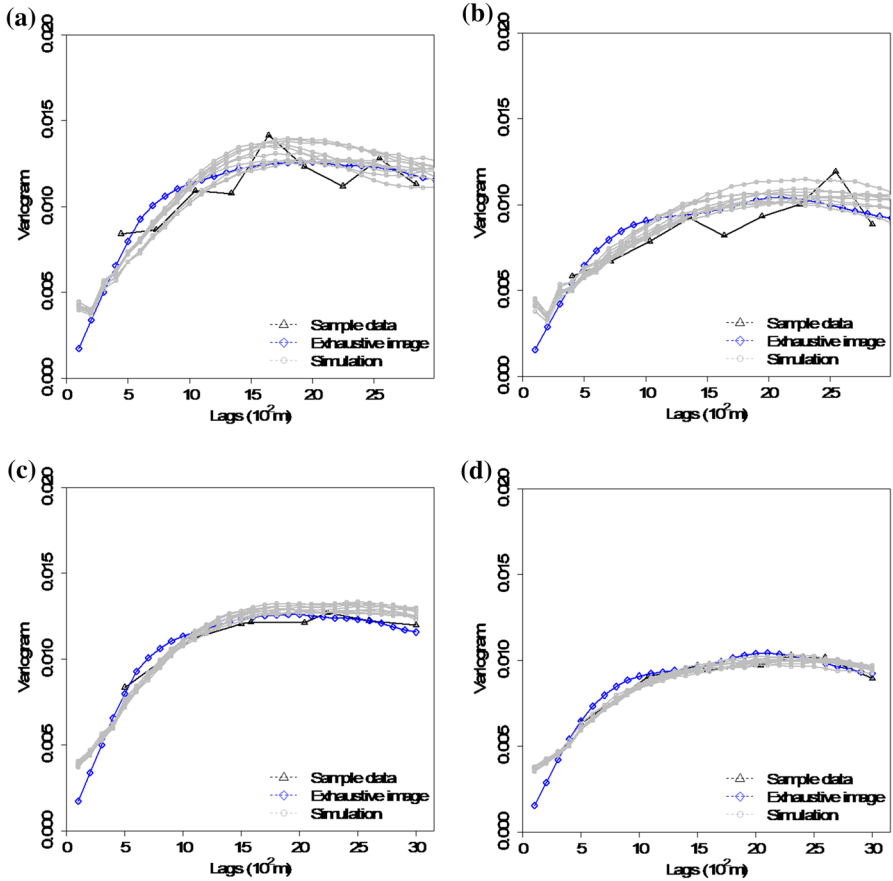 (a)
0.020
0.015
0.010
0.005
0.000
Variogram
0 5 10 15 20 25
Lags (10²m)
Sample data
Exhaustive image
Simulation
(b)
0.020
0.015
0.010
0.005
0.000
Variogram
0 5 10 15 20 25
Lags (10²m)
Sample data
Exhaustive image
Simulation
(c)
0.020
0.015
0.010
0.005
0.000
Variogram
0 5 10 15 20 25 30
Lags (10²m)
Sample data
Exhaustive image
Simulation
(d)
0.020
0.015
0.010
0.005
0.000
Variogram
0 5 10 15 20 25 30
Lags (10²m)
Sample data
Exhaustive image
Simulation